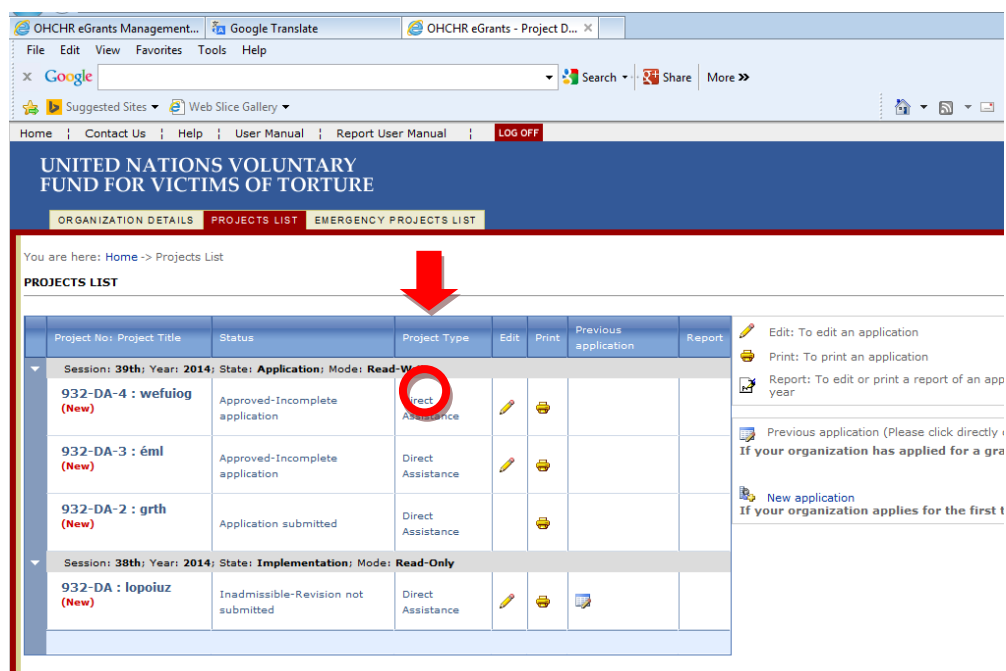 OHCHR eGrants Management... Google Translate OHCHR eGrants - Project D... ×
File Edit View Favorites Tools Help
x Google Search Share More »
Suggested Sites Web Slice Gallery
Home ¦ Contact Us ¦ Help ¦ User Manual ¦ Report User Manual ¦ LOG OFF
UNITED NATIONS VOLUNTARY
FUND FOR VICTIMS OF TORTURE
ORGANIZATION DETAILS PROJECTS LIST EMERGENCY PROJECTS LIST
You are here: Home -> Projects List
PROJECTS LIST
Project No: Project Title Status Project Type Edit Print Previous application Report
Session: 39th; Year: 2014; State: Application; Mode: Read-
932-DA-4 : wefuiog
(New)
Approved-Incomplete
application
Direct
Assistance
932-DA-3 : éml
(New)
Approved-Incomplete
application
Direct
Assistance
932-DA-2 : grth
(New)
Application submitted
Direct
Assistance
Session: 38th; Year: 2014; State: Implementation; Mode: Read-Only
932-DA : lopoiuz
(New)
Inadmissible-Revision not
submitted
Direct
Assistance
Edit: To edit an application
Print: To print an application
Report: To edit or print a report of an app
year
Previous application (Please click directly
If your organization has applied for a gra
New application
If your organization applies for the first t